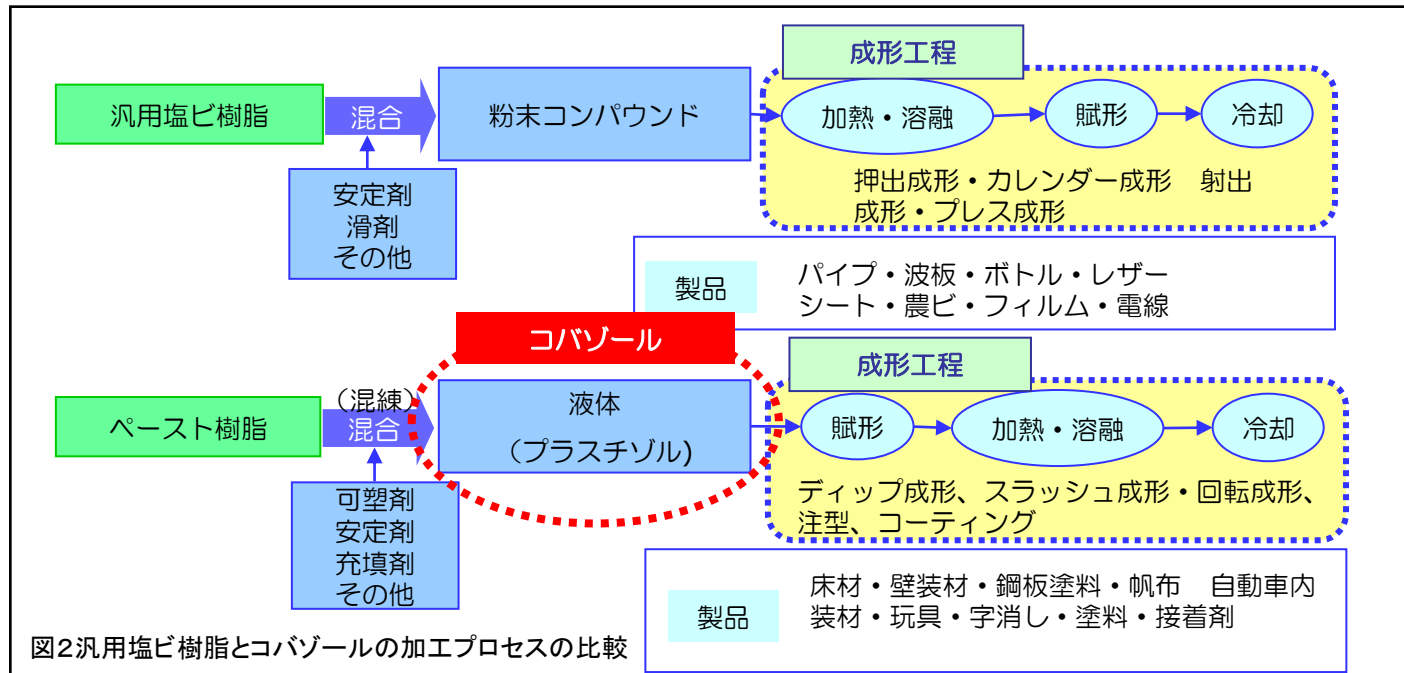 成形工程
汎用塩ビ樹脂
混合
粉末コンパウンド
加熱・溶融
賦形
冷却
安定剤
滑剤
その他
押出成形・カレンダー成形　射出
成形・プレス成形
製品
パイプ・波板・ボトル・レザー
シート・農ビ・フィルム・電線
コバゾール
成形工程
ペースト樹脂
（混練）
混合
液体
（プラスチゾル)
賦形
加熱・溶融
冷却
可塑剤
安定剤
充填剤
その他
ディップ成形、スラッシュ成形・回転成形、
注型、コーティング
製品
床材・壁装材・鋼板塗料・帆布　自動車内
装材・玩具・字消し・塗料・接着剤
図2汎用塩ビ樹脂とコバゾールの加工プロセスの比較